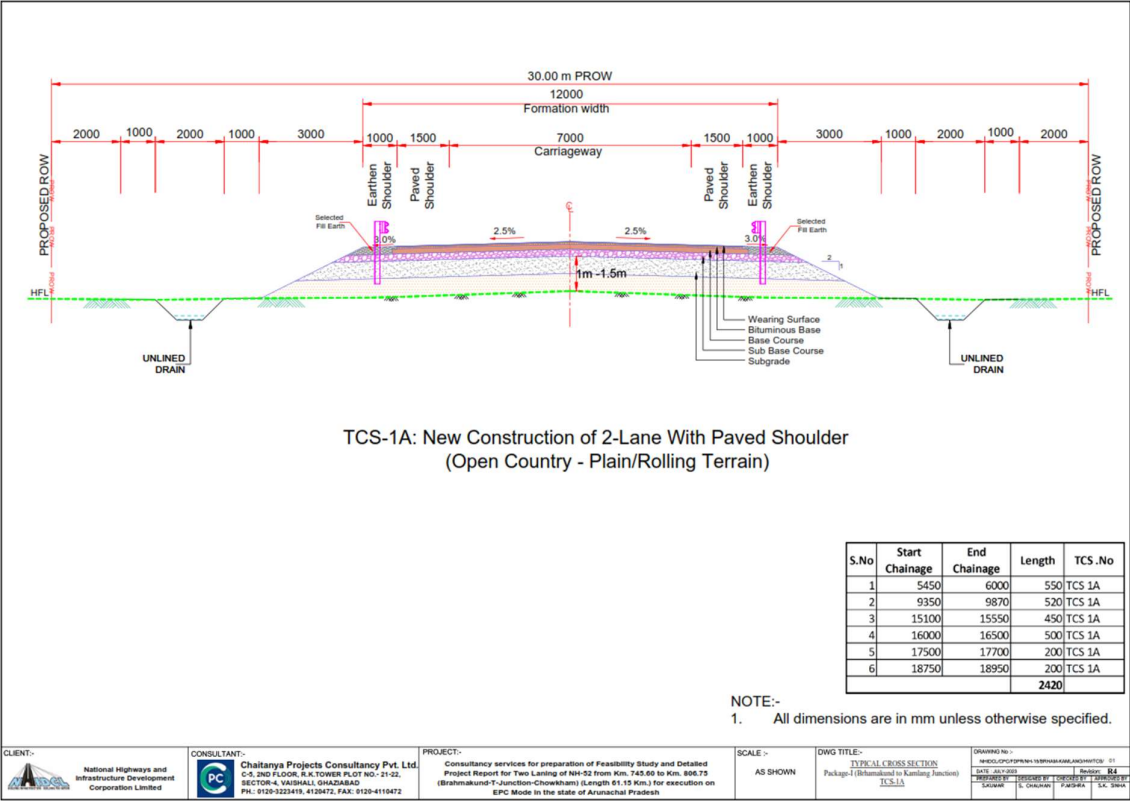 30.00 m PROW
12000
Formation width
2000 1000 2000 1000 3000 1000 1500 7000 1500 1000 3000 1000 2000 1000 2000
Carriageway
PROPOSED ROW
Earthen
Shoulder
Paved
Shoulder
Paved
Shoulder
Earthen
Shoulder
PROPOSED ROW
Selected
Fill Earth
Selected
Fill Earth
3.0% 2.5% 2.5% 3.0%
2
1
1m -1.5m
HFL
HFL
Wearing Surface
Bituminous Base
Base Course
Sub Base Course
Subgrade
UNLINED
DRAIN
UNLINED
DRAIN
TCS-1A: New Construction of 2-Lane With Paved Shoulder
(Open Country - Plain/Rolling Terrain)
S.No Start Chainage End Chainage Length TCS .No
1 5450 6000 550 TCS 1A
2 9350 9870 520 TCS 1A
3 15100 15550 450 TCS 1A
4 16000 16500 500 TCS 1A
5 17500 17700 200 TCS 1A
6 18750 18950 200 TCS 1A
2420
NOTE:-
1. All dimensions are in mm unless otherwise specified.
CLIENT:-
National Highways and
Infrastructure Development
Corporation Limited
CONSULTANT:-
Chaitanya Projects Consultancy Pvt. Ltd.
C-5, 2ND FLOOR, R.K.TOWER PLOT NO.- 21-22,
SECTOR-4, VAISHALI, GHAZIABAD
PH.: 0120-3223419, 4120472, FAX: 0120-4110472
PROJECT:-
Consultancy services for preparation of Feasibility Study and Detailed
Project Report for Two Laning of NH-52 from Km. 745.60 to Km. 806.75
(Brahmakund-T-Junction-Chowkham) (Length 61.15 Km.) for execution on
EPC Mode in the state of Arunachal Pradesh
SCALE :-
AS SHOWN
DWG TITLE:-
TYPICAL CROSS SECTION
Package-I (Brhamakund to Kamlang Junction)
TCS-1A
DRAWING No :-
DATE : JULY-2023 Revision: R4
PREPARED BY DESIGNED BY CHECKED BY APPROVED BY
S.KUMAR S. CHAUHAN P.MISHRA S.K. SINHA